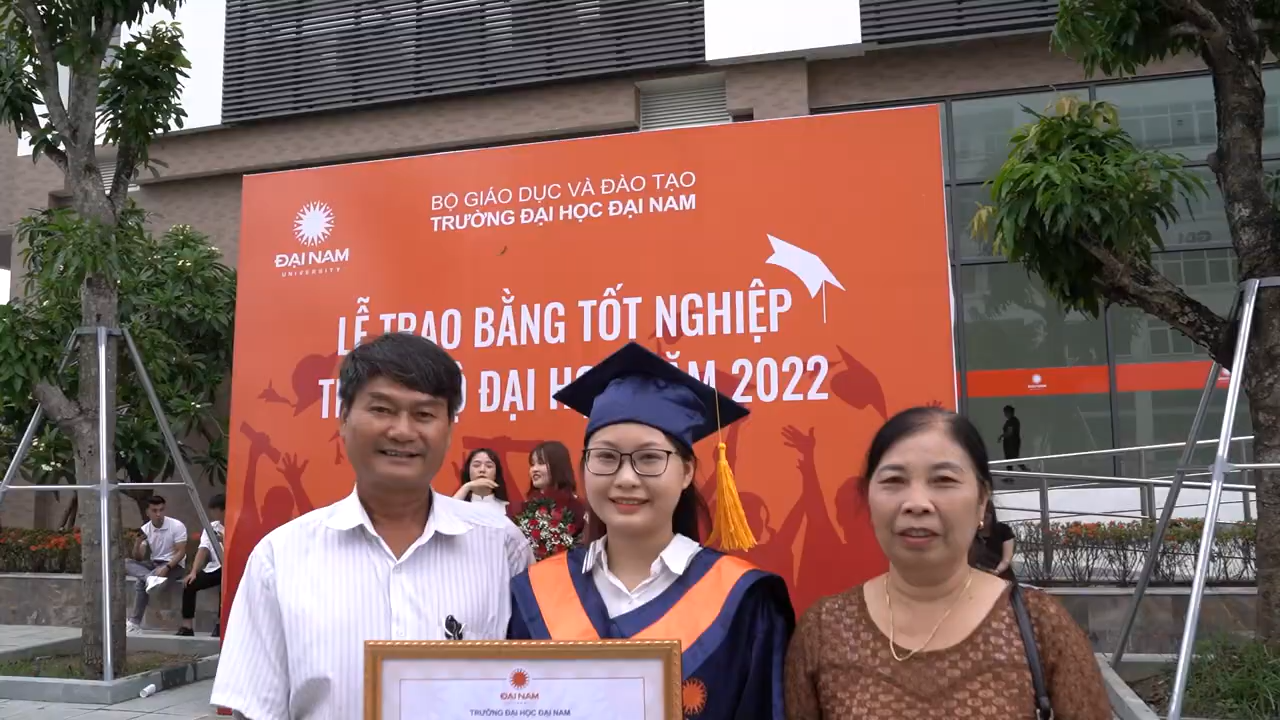 BỘ GIÁO DỤC VÀ ĐÀO TẠO
TRƯỜNG ĐẠI HỌC ĐẠI NAM
ĐẠI NAM
UNIVERSITY
LỄ TRAO BẰNG TỐT NGHIỆP
ĐẠI 2022
ĐẠI NAM
TRƯỜNG ĐẠI HỌC ĐẠI NAM